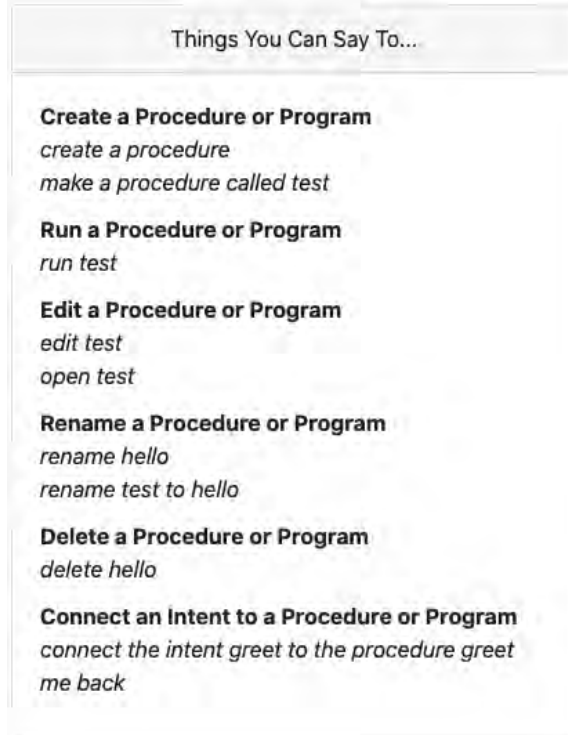 Things You Can Say To...
Create a Procedure or Program
create a procedure
make a procedure called test
Run a Procedure or Program
run test
Edit a Procedure or Program
edit test
open test
Rename a Procedure or Program
rename hello
rename test to hello
Delete a Procedure or Program
delete hello
Connect an Intent to a Procedure or Program
connect the intent greet to the procedure greet
me back